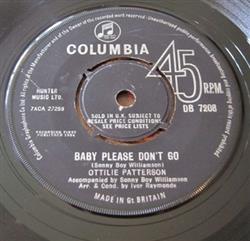 COLUMBIA
45 RPM
HUNTER
MUSIC LTD.
7XCA 27259
DB 7208
SOLD IN U.K. SUBJECT TO
RESALE PRICE CONDITIONS.
SEE PRICE LISTS
BABY PLEASE DON'T GO
(Sonny Boy Williamson)
OTTILIE PATTERSON
Accompanied by Sonny Boy Williamson
Arr. & Cond. by Ivor Raymonde
MADE IN GT. BRITAIN